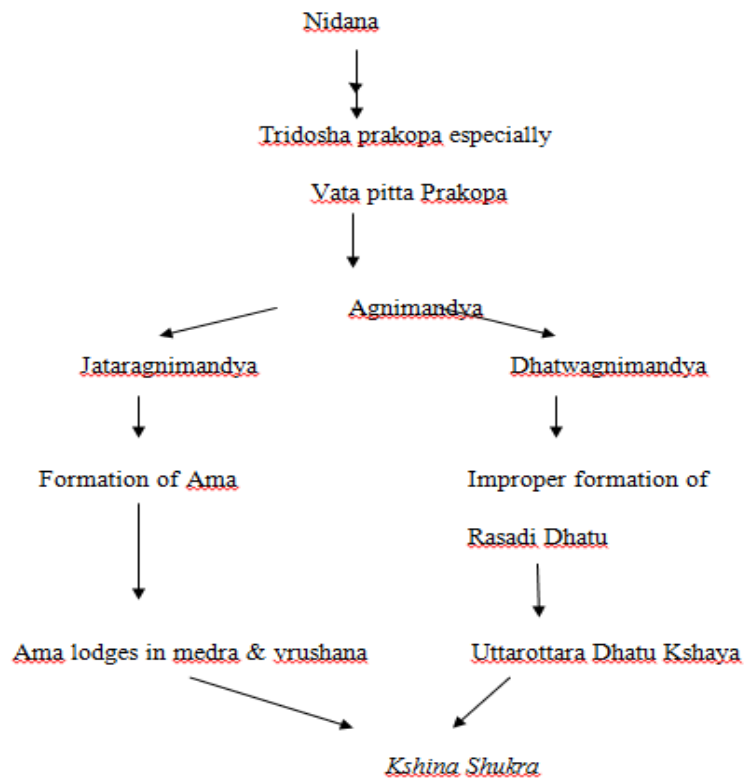 Nidana
Tridosha prakopa especially
Vata pitta Prakopa
Agnimandya
Jataragnimandya
Dhatwagnimandya
Formation of Ama
Improper formation of
Rasadi Dhatu
Ama lodges in medra & vrushana
Uttarottara Dhatu Kshaya
Kshina Shukra